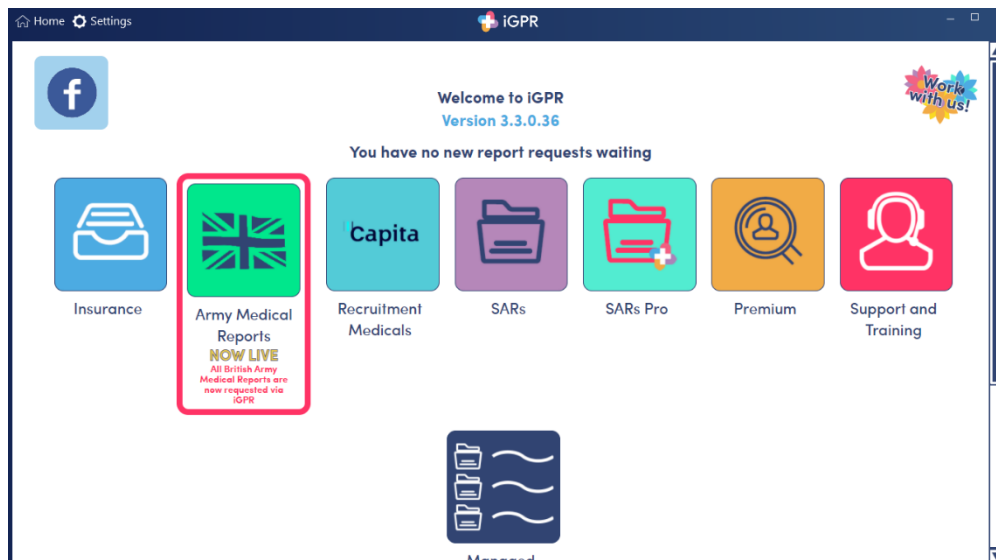 Home Settings
iGPR
f
Work
with us!
Welcome to iGPR
Version 3.3.0.36
You have no new report requests waiting
Capita
Insurance
Army Medical
Reports
NOW LIVE
All British Army
Medical Reports are
now requested via
iGPR
Recruitment
Medicals
SARs
SARs Pro
Premium
Support and
Training
Managed